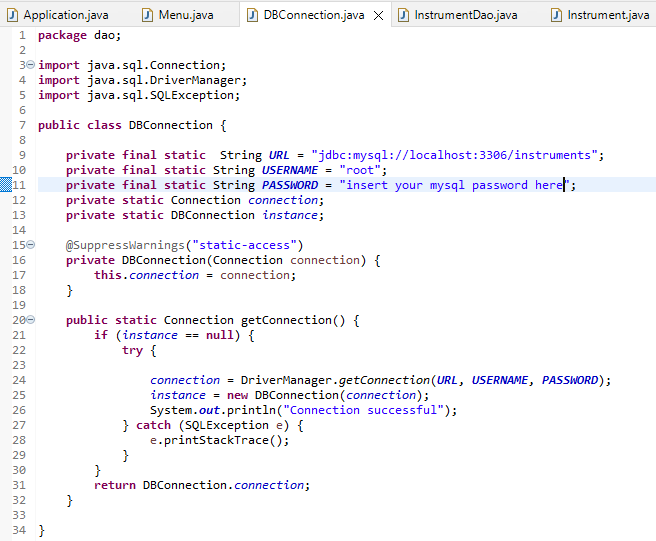 Application.java Menu.java DBConnection.java InstrumentDao.java Instrument.java
1 package dao;
2
3 import java.sql.Connection;
4 import java.sql.DriverManager;
5 import java.sql.SQLException;
6
7 public class DBConnection {
8
9     private final static  String URL = "jdbc:mysql://localhost:3306/instruments";
10     private final static String USERNAME = "root";
11     private final static String PASSWORD = "insert your mysql password here";
12     private static Connection connection;
13     private static DBConnection instance;
14
15     @SuppressWarnings("static-access")
16     private DBConnection(Connection connection) {
17         this.connection = connection;
18     }
19
20     public static Connection getConnection() {
21         if (instance == null) {
22             try {
23
24                 connection = DriverManager.getConnection(URL, USERNAME, PASSWORD);
25                 instance = new DBConnection(connection);
26                 System.out.println("Connection successful");
27             } catch (SQLException e) {
28                 e.printStackTrace();
29             }
30         }
31         return DBConnection.connection;
32     }
33
34 }